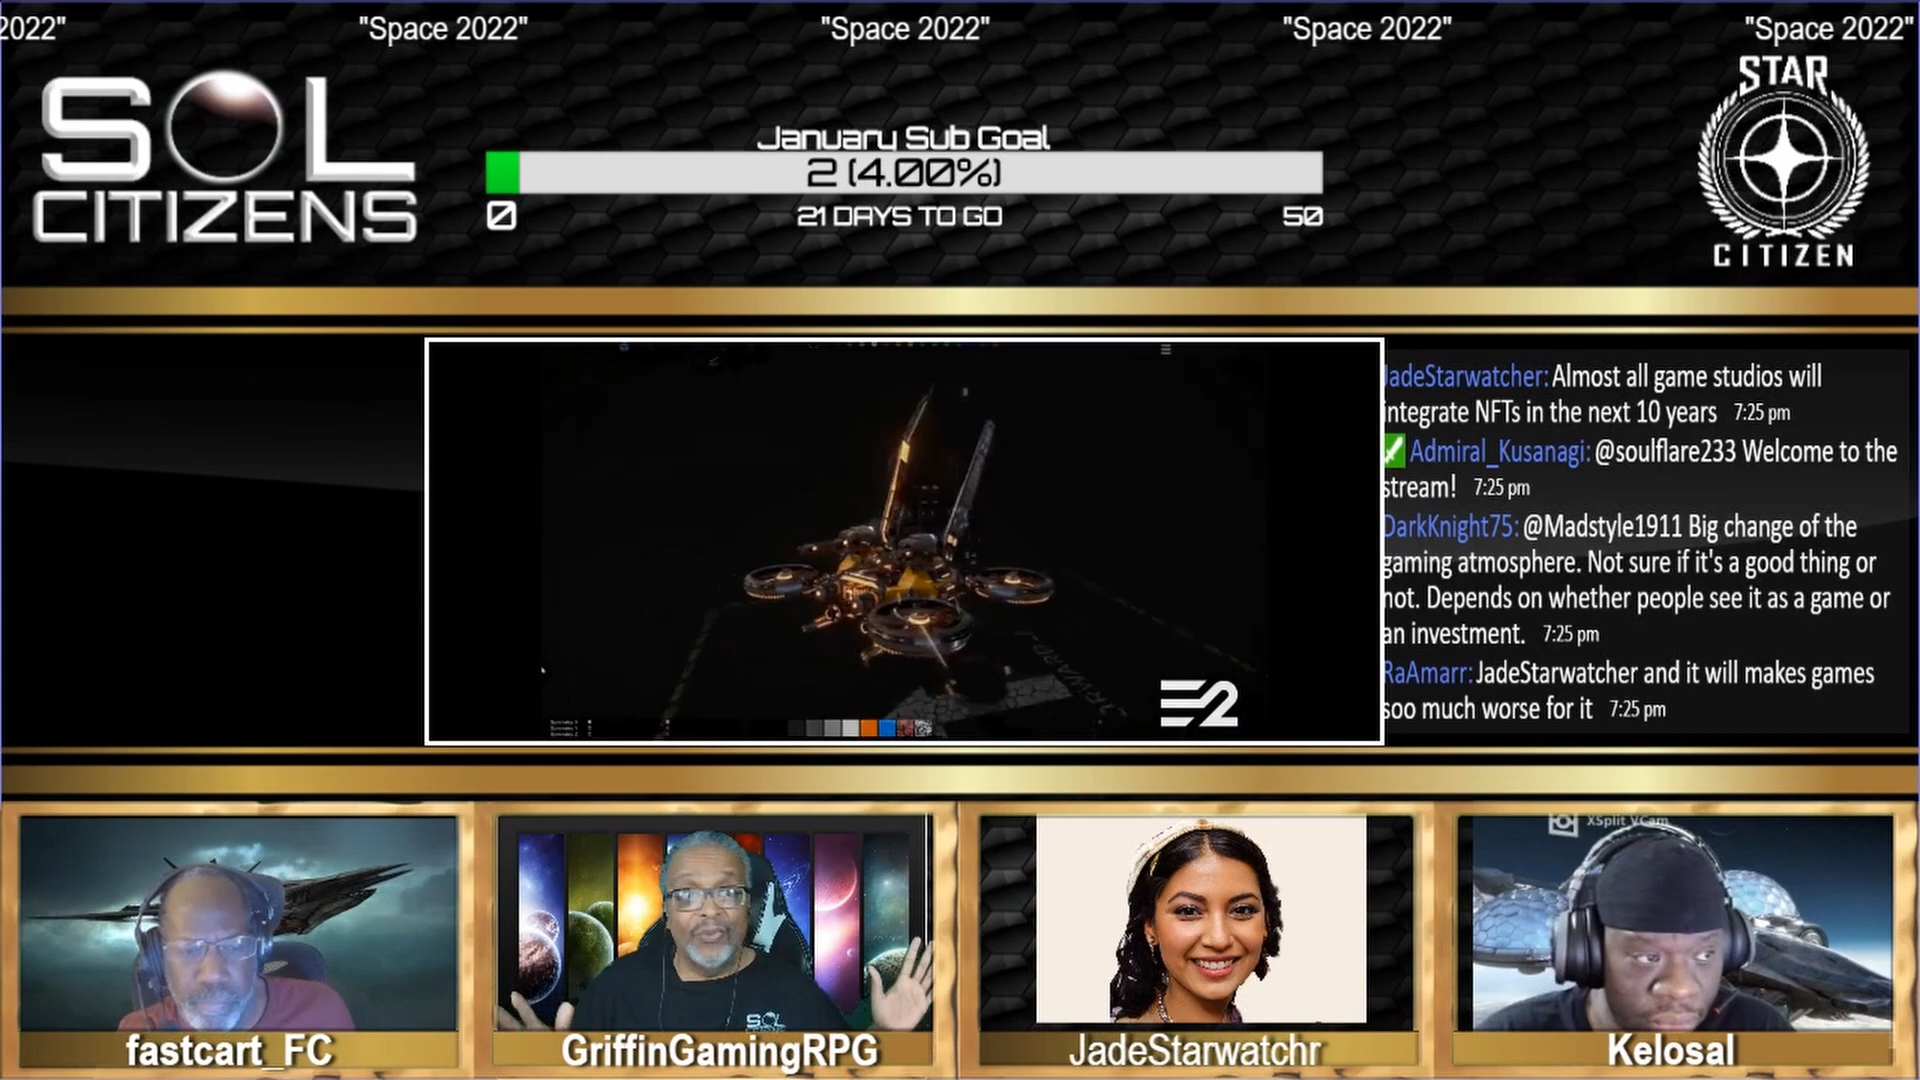 2022"
"Space 2022"
"Space 2022"
"Space 2022"
"Space 2022"
SOL
CITIZENS
January Sub Goal
2 (4.00%)
0
21 DAYS TO GO
50
STAR
CITIZEN
JadeStarwatcher: Almost all game studios will
integrate NFTs in the next 10 years 7:25 pm
Admiral_Kusanagi: @soulflare233 Welcome to the
stream! 7:25 pm
DarkKnight75: @Madstyle1911 Big change of the
gaming atmosphere. Not sure if it's a good thing or
not. Depends on whether people see it as a game or
an investment. 7:25 pm
RaAmarr: JadeStarwatcher and it will makes games
soo much worse for it 7:25 pm
E2
XSplit VCam
SOL
CITIZENS
fastcart_FC
GriffinGamingRPG
JadeStarwatchr
Kelosal